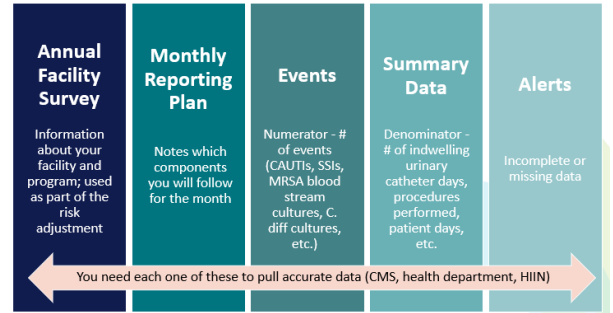 Annual
Facility
Survey
Information
about your
facility and
program; used
as part of the
risk
adjustment
Monthly
Reporting
Plan
Notes which
components
you will follow
for the month
Events
Numerator - #
of events
(CAUTIs, SSIs,
MRSA blood
stream
cultures, C.
diff cultures,
etc.)
Summary
Data
Denominator -
# of indwelling
urinary
catheter days,
procedures
performed,
patient days,
etc.
Alerts
Incomplete or
missing data
You need each one of these to pull accurate data (CMS, health department, HIIN)